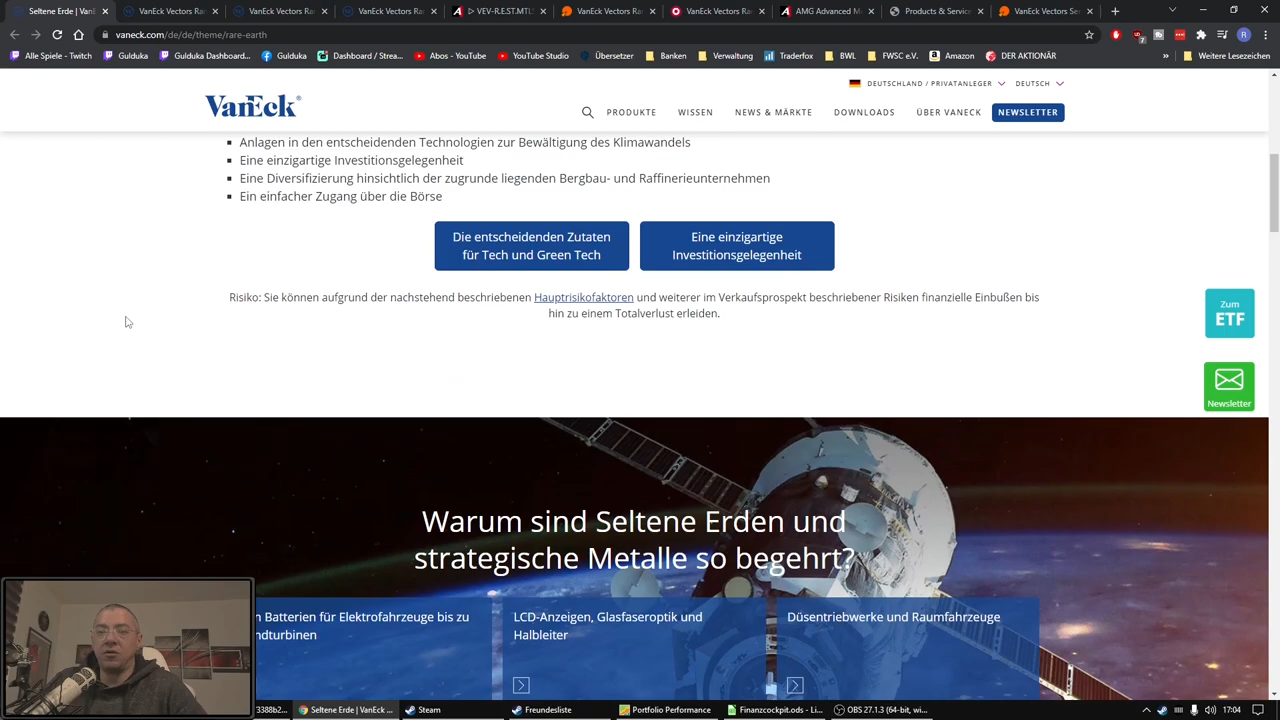 VanEck Vectors Ra
VanEck Vectors Ra
VanEck Vectors Ra
VEV-R.EST.MTLS
VanEck Vectors Ra
VanEck Vectors Ra
AMG Advanced M
VanEck Vectors Ra
VanEck Vectors Se
vaneck.com/de/de/theme/rare-earth
Alle Spiele - Twitch
Gulduka Dashboard...
Gulduka
Dashboard / Strea...
Abos - YouTube
YouTube Studio
Übersetzer
Banken
Verwaltung
Traderfox
BWL
FWSC e.V.
Amazon
DER AKTIONÄR
»
Weitere Lesezeichen
DEUTSCHLAND / PRIVATANLEGER
DEUTSCH
VanEck®
PRODUKTE
WISSEN
NEWS & MÄRKTE
DOWNLOADS
ÜBER VANECK
NEWSLETTER
Anlagen in den entscheidenden Technologien zur Bewältigung des Klimawandels
Eine einzigartige Investitionsgelegenheit
Eine Diversifizierung hinsichtlich der zugrunde liegenden Bergbau- und Raffinerieunternehmen
Ein einfacher Zugang über die Börse
Die entscheidenden Zutaten
für Tech und Green Tech
Eine einzigartige
Investitionsgelegenheit
Risiko: Sie können aufgrund der nachstehend beschriebenen Hauptrisikofaktoren und weiterer im Verkaufsprospekt beschriebener Risiken finanzielle Einbußen bis
hin zu einem Totalverlust erleiden.
Zum
ETF
Newsletter
Warum sind Seltene Erden und
strategische Metalle so begehrt?
n Batterien für Elektrofahrzeuge bis zu
ndturbinen
LCD-Anzeigen, Glasfaseroptik und
Halbleiter
Düsentriebwerke und Raumfahrzeuge
73388b2...
Seltene Erde | VanEck ...
Steam
Freundesliste
Portfolio Performance
Finanzcockpit.ods - Li...
OBS 27.1.3 (64-bit, wi...
17:04